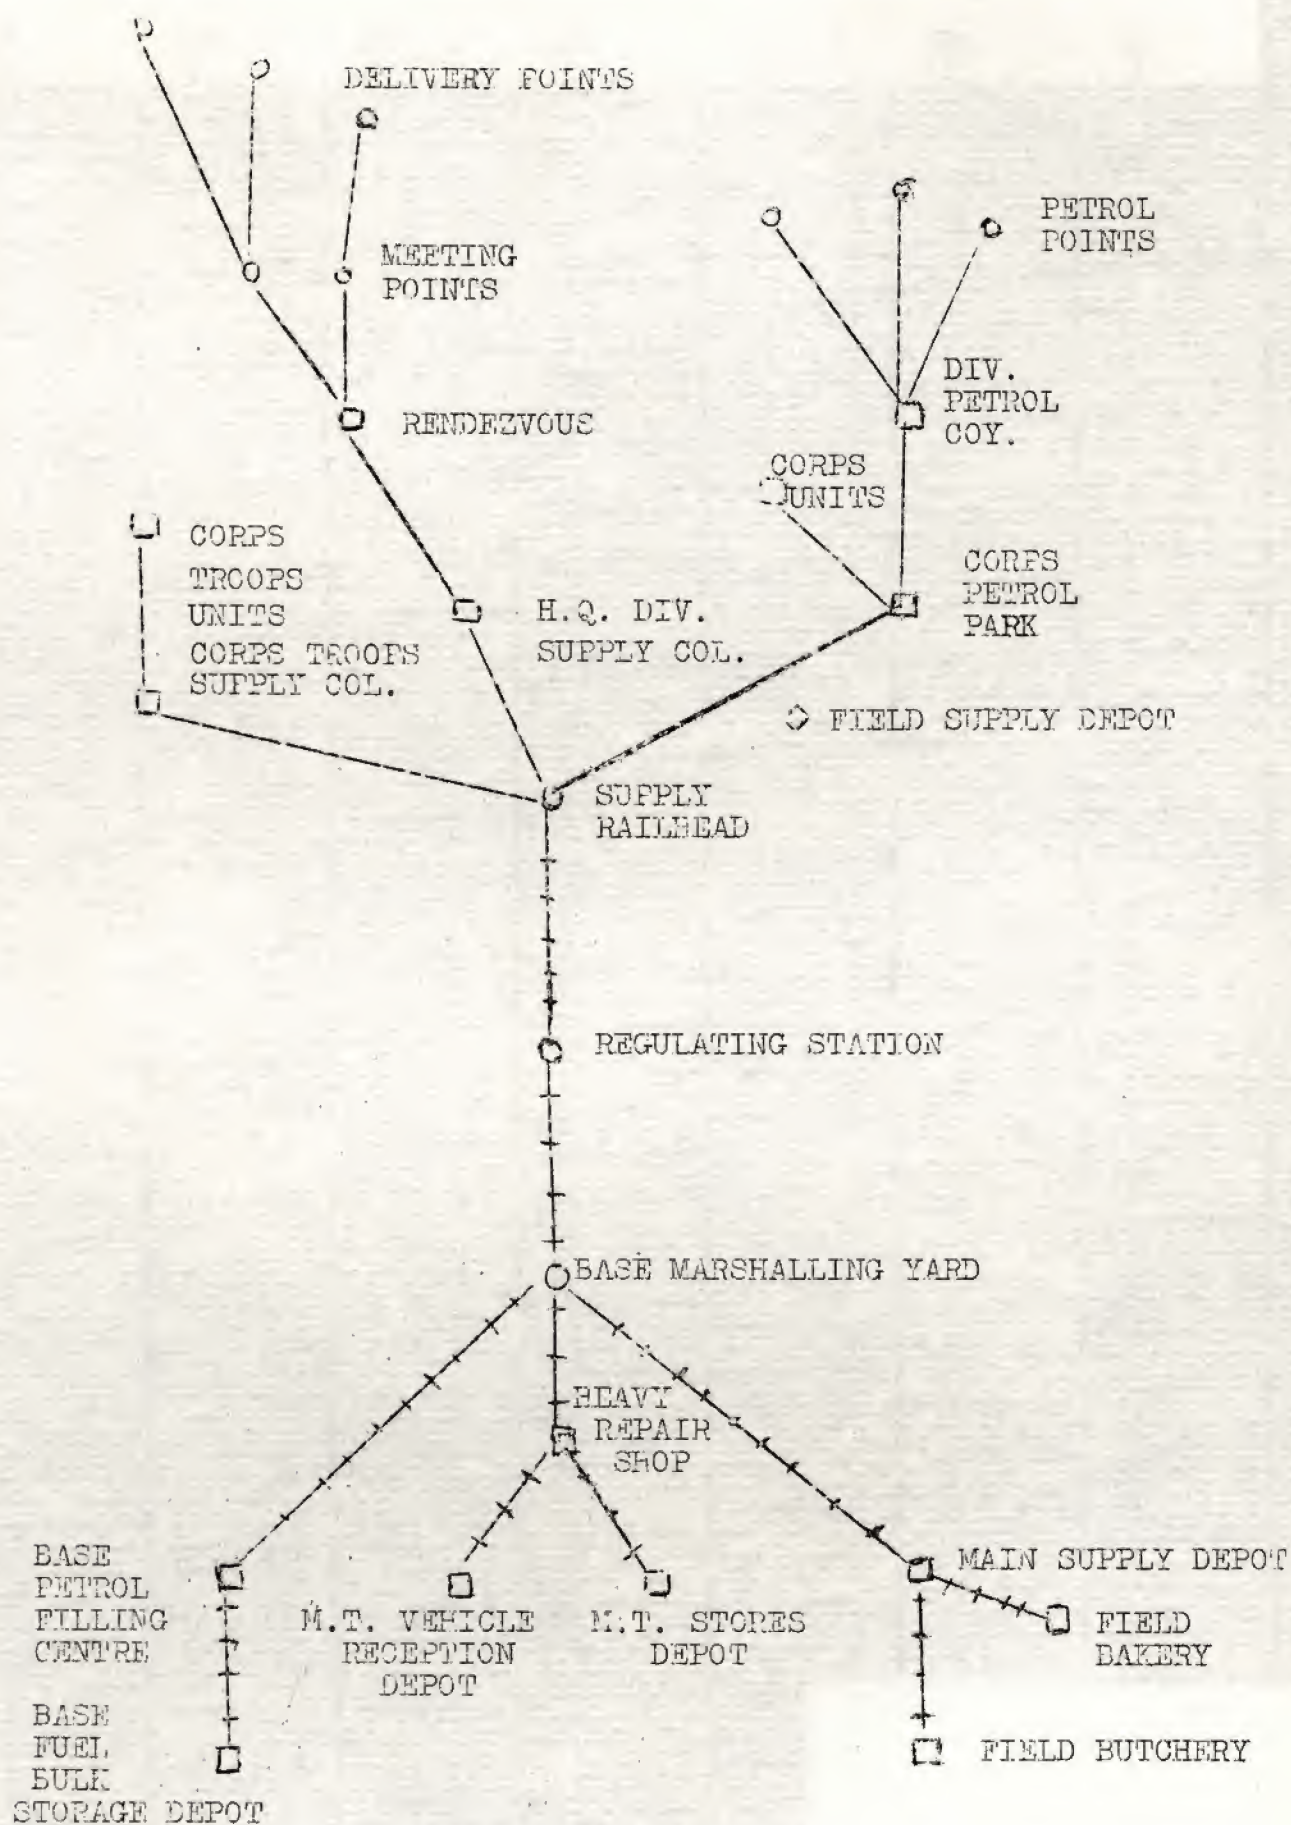 DELIVERY POINTS
PETROL
POINTS
MEETING
POINTS
DIV.
PETROL
COY.
RENDEZVOUS
CORPS
UNITS
CORPS
TROOPS
UNITS
CORPS TROOPS
SUPPLY COL.
H.Q. DIV.
SUPPLY COL.
CORPS
PETROL
PARK
FIELD SUPPLY DEPOT
SUPPLY
RAILHEAD
REGULATING STATION
BASE MARSHALLING YARD
HEAVY
REPAIR
SHOP
BASE
PETROL
FILLING
CENTRE
M.T. VEHICLE
RECEPTION
DEPOT
M.T. STORES
DEPOT
MAIN SUPPLY DEPOT
FIELD
BAKERY
BASE
FUEL
BULK
STORAGE DEPOT
FIELD BUTCHERY